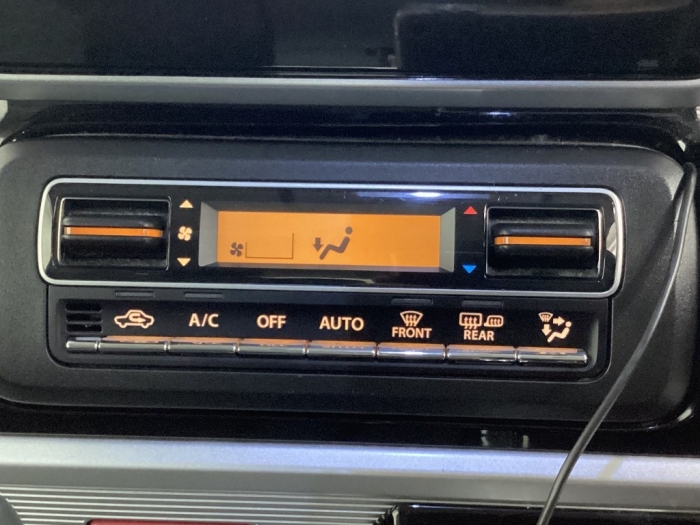 A/C OFF AUTO FRONT REAR